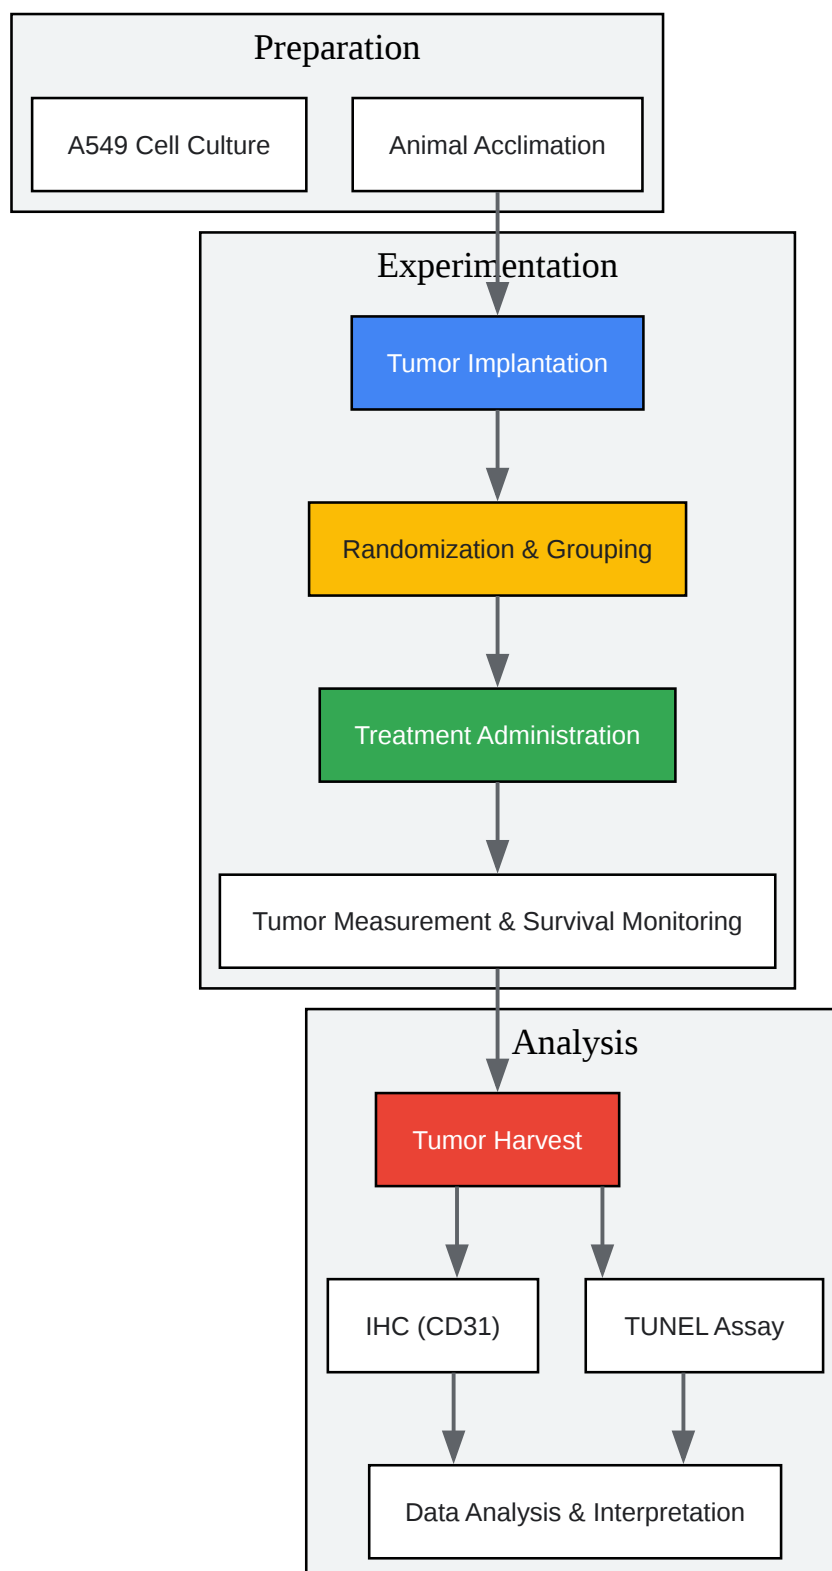 Preparation
A549 Cell Culture
Animal Acclimation
Experimentation
Tumor Implantation
Randomization & Grouping
Treatment Administration
Tumor Measurement & Survival Monitoring
Analysis
Tumor Harvest
IHC (CD31)
TUNEL Assay
Data Analysis & Interpretation